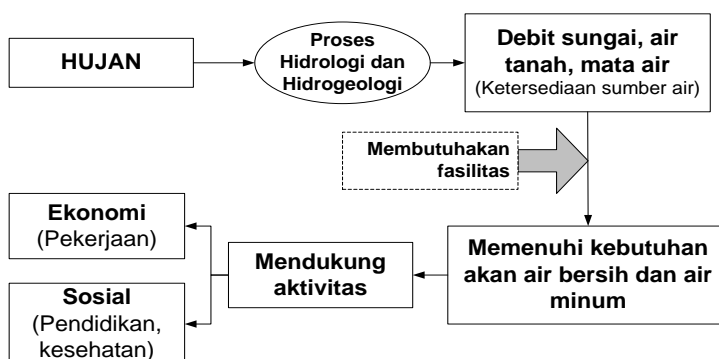 HUJAN
Proses
Hidrologi dan
Hidrogeologi
Debit sungai, air
tanah, mata air
(Ketersediaan sumber air)
Membutuhakan
fasilitas
Memenuhi kebutuhan
akan air bersih dan air
minum
Mendukung
aktivitas
Ekonomi
(Pekerjaan)
Sosial
(Pendidikan,
kesehatan)